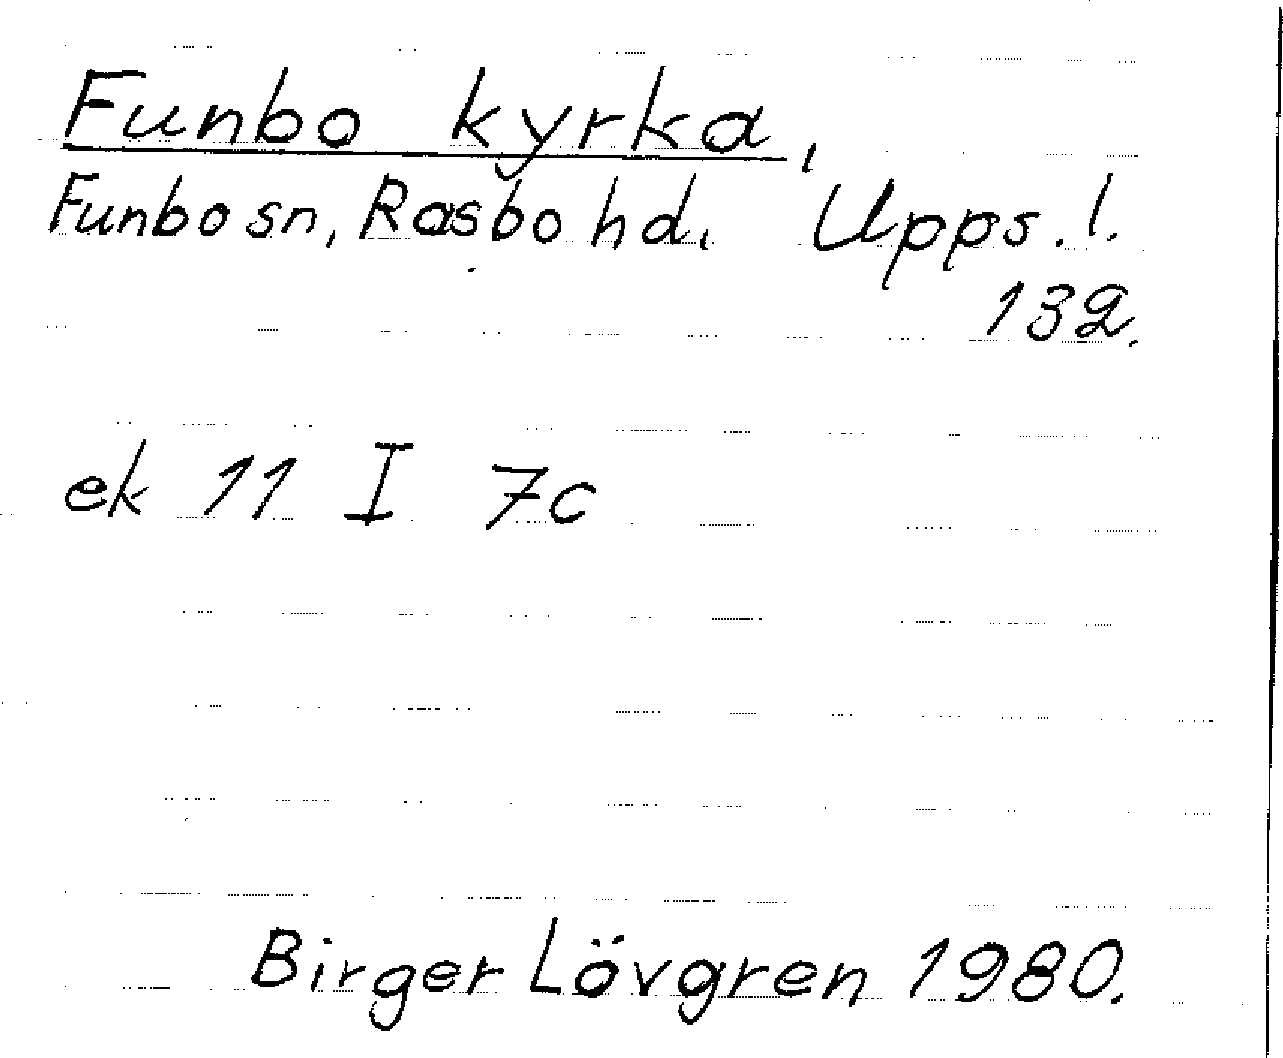 Funbo kyrka,
Funbo sn, Rasbo hd. Upps. l.
132.
ek 11 I 7c
Birger Lövgren 1980.